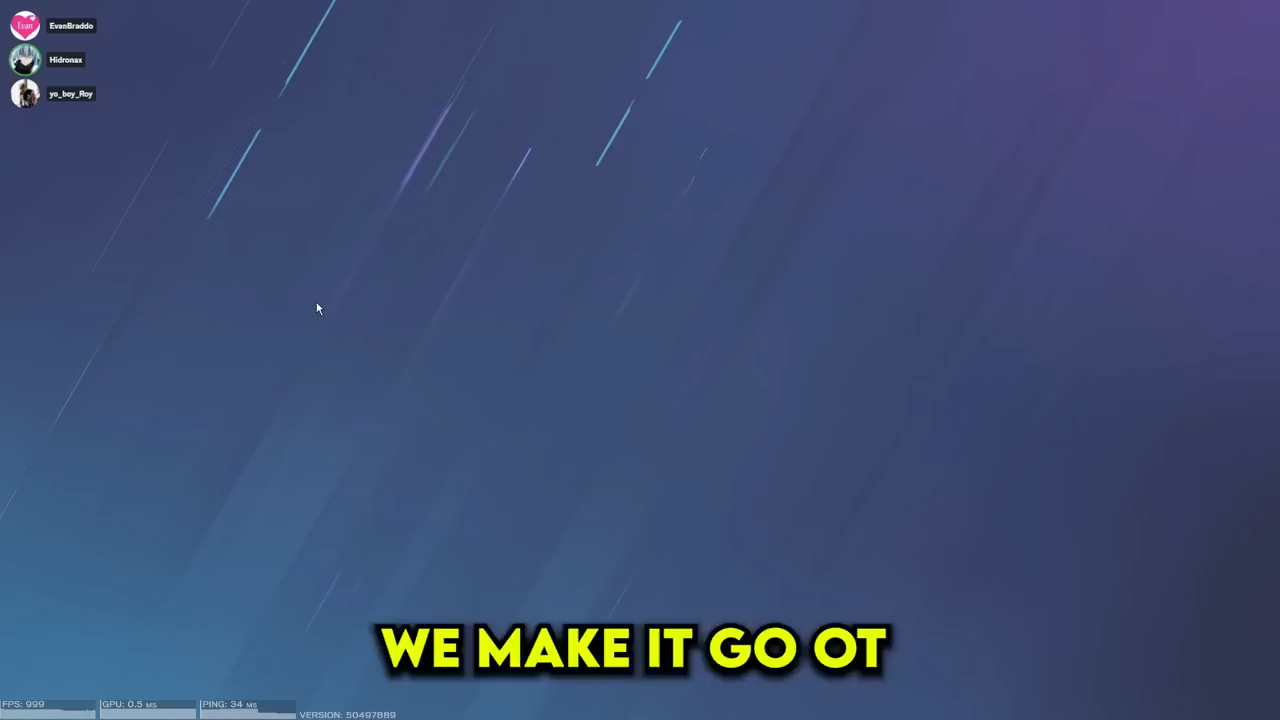 Evan
EvanBraddo
Hidronax
yo_boy_Roy
WE MAKE IT GO OT
FPS: 999 GPU: 0.5 MS PING: 34 MS VERSION: 50497889